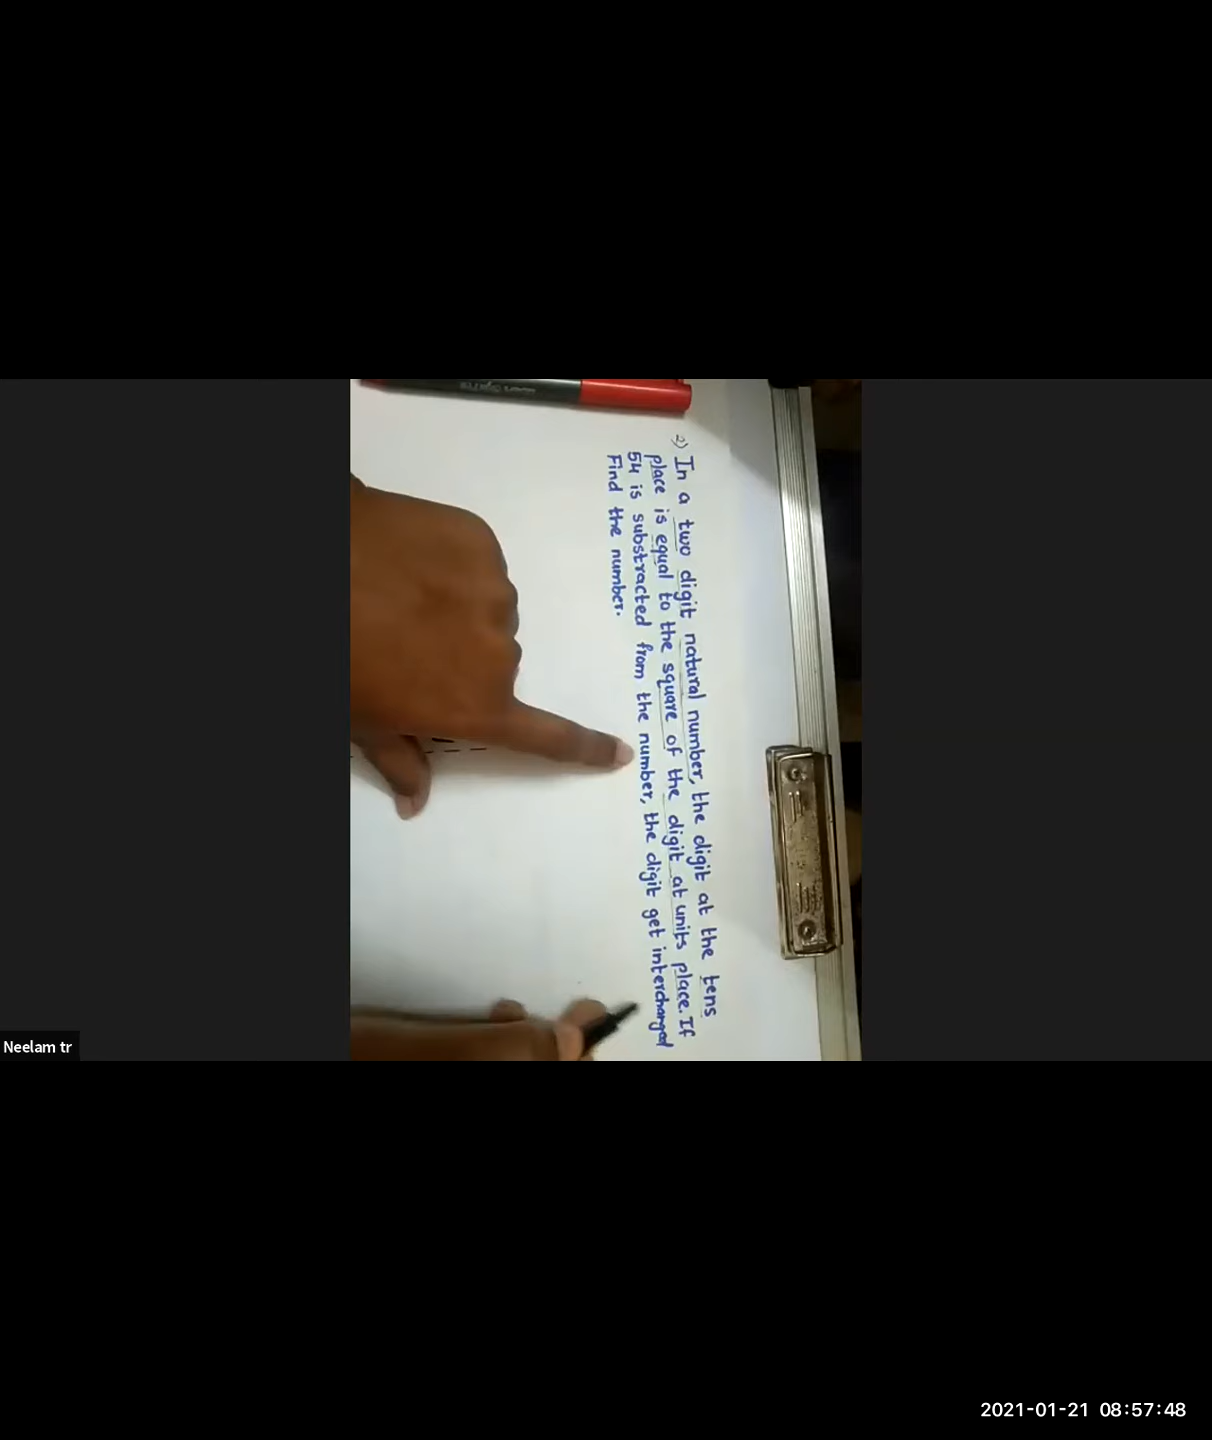 2) In a two digit natural number, the digit at the tens
place is equal to the square of the digit at units place. If
54 is substracted from the number, the digit get interchanged
Find the number.
Neelam tr
2021-01-21 08:57:48